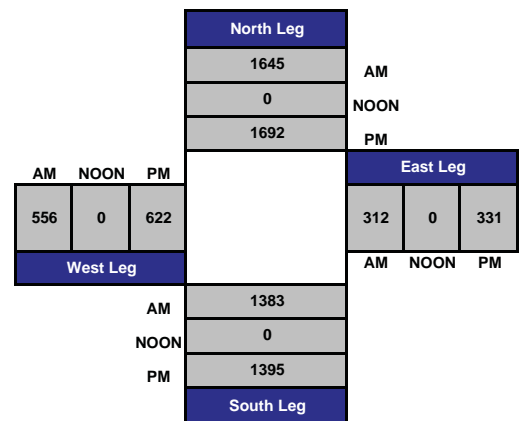 North Leg
1645 AM
0 NOON
1692 PM
AM NOON PM East Leg
556 0 622 312 0 331
West Leg AM NOON PM
AM 1383
NOON 0
PM 1395
South Leg